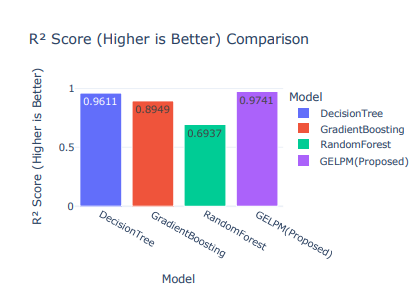 R² Score (Higher is Better) Comparison
R² Score (Higher is Better)
1
0.5
0
0.9611
0.8949
0.6937
0.9741
DecisionTree
GradientBoosting
RandomForest
GELPM(Proposed)
Model
Model
DecisionTree
GradientBoosting
RandomForest
GELPM(Proposed)